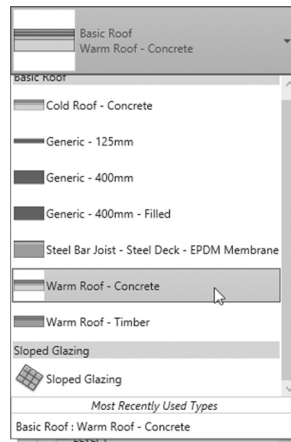 Basic Roof
Warm Roof - Concrete
Basic Roof
Cold Roof - Concrete
Generic - 125mm
Generic - 400mm
Generic - 400mm - Filled
Steel Bar Joist - Steel Deck - EPDM Membrane
Warm Roof - Concrete
Warm Roof - Timber
Sloped Glazing
Sloped Glazing
Most Recently Used Types
Basic Roof : Warm Roof - Concrete